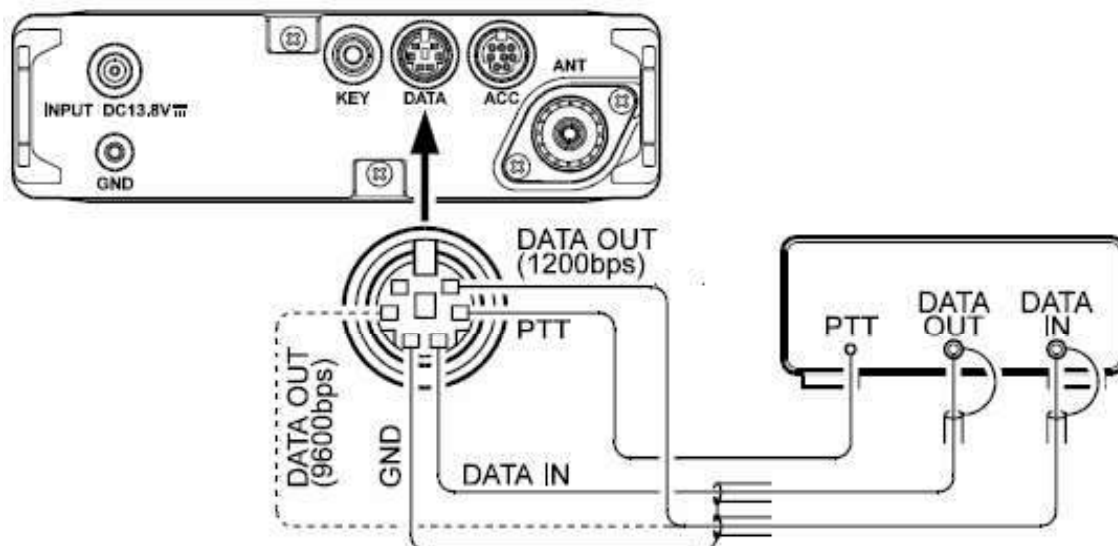 KEY
DATA
ACC
ANT
INPUT DC13.8V
GND
DATA OUT
(1200bps)
PTT
DATA OUT
(9600bps)
GND
DATA IN
PTT
DATA
OUT
DATA
IN